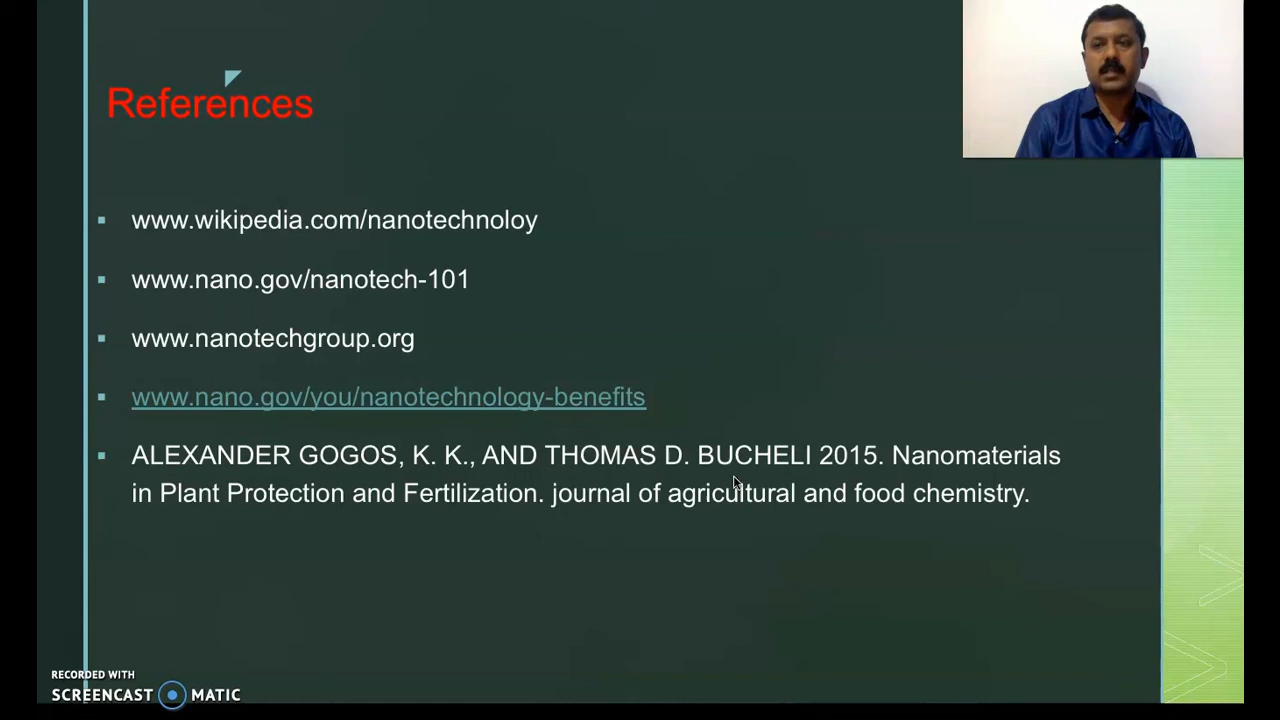 References
www.wikipedia.com/nanotechnoloy
www.nano.gov/nanotech-101
www.nanotechgroup.org
www.nano.gov/you/nanotechnology-benefits
ALEXANDER GOGOS, K. K., AND THOMAS D. BUCHELI 2015. Nanomaterials
in Plant Protection and Fertilization. journal of agricultural and food chemistry.
RECORDED WITH
SCREENCAST MATIC